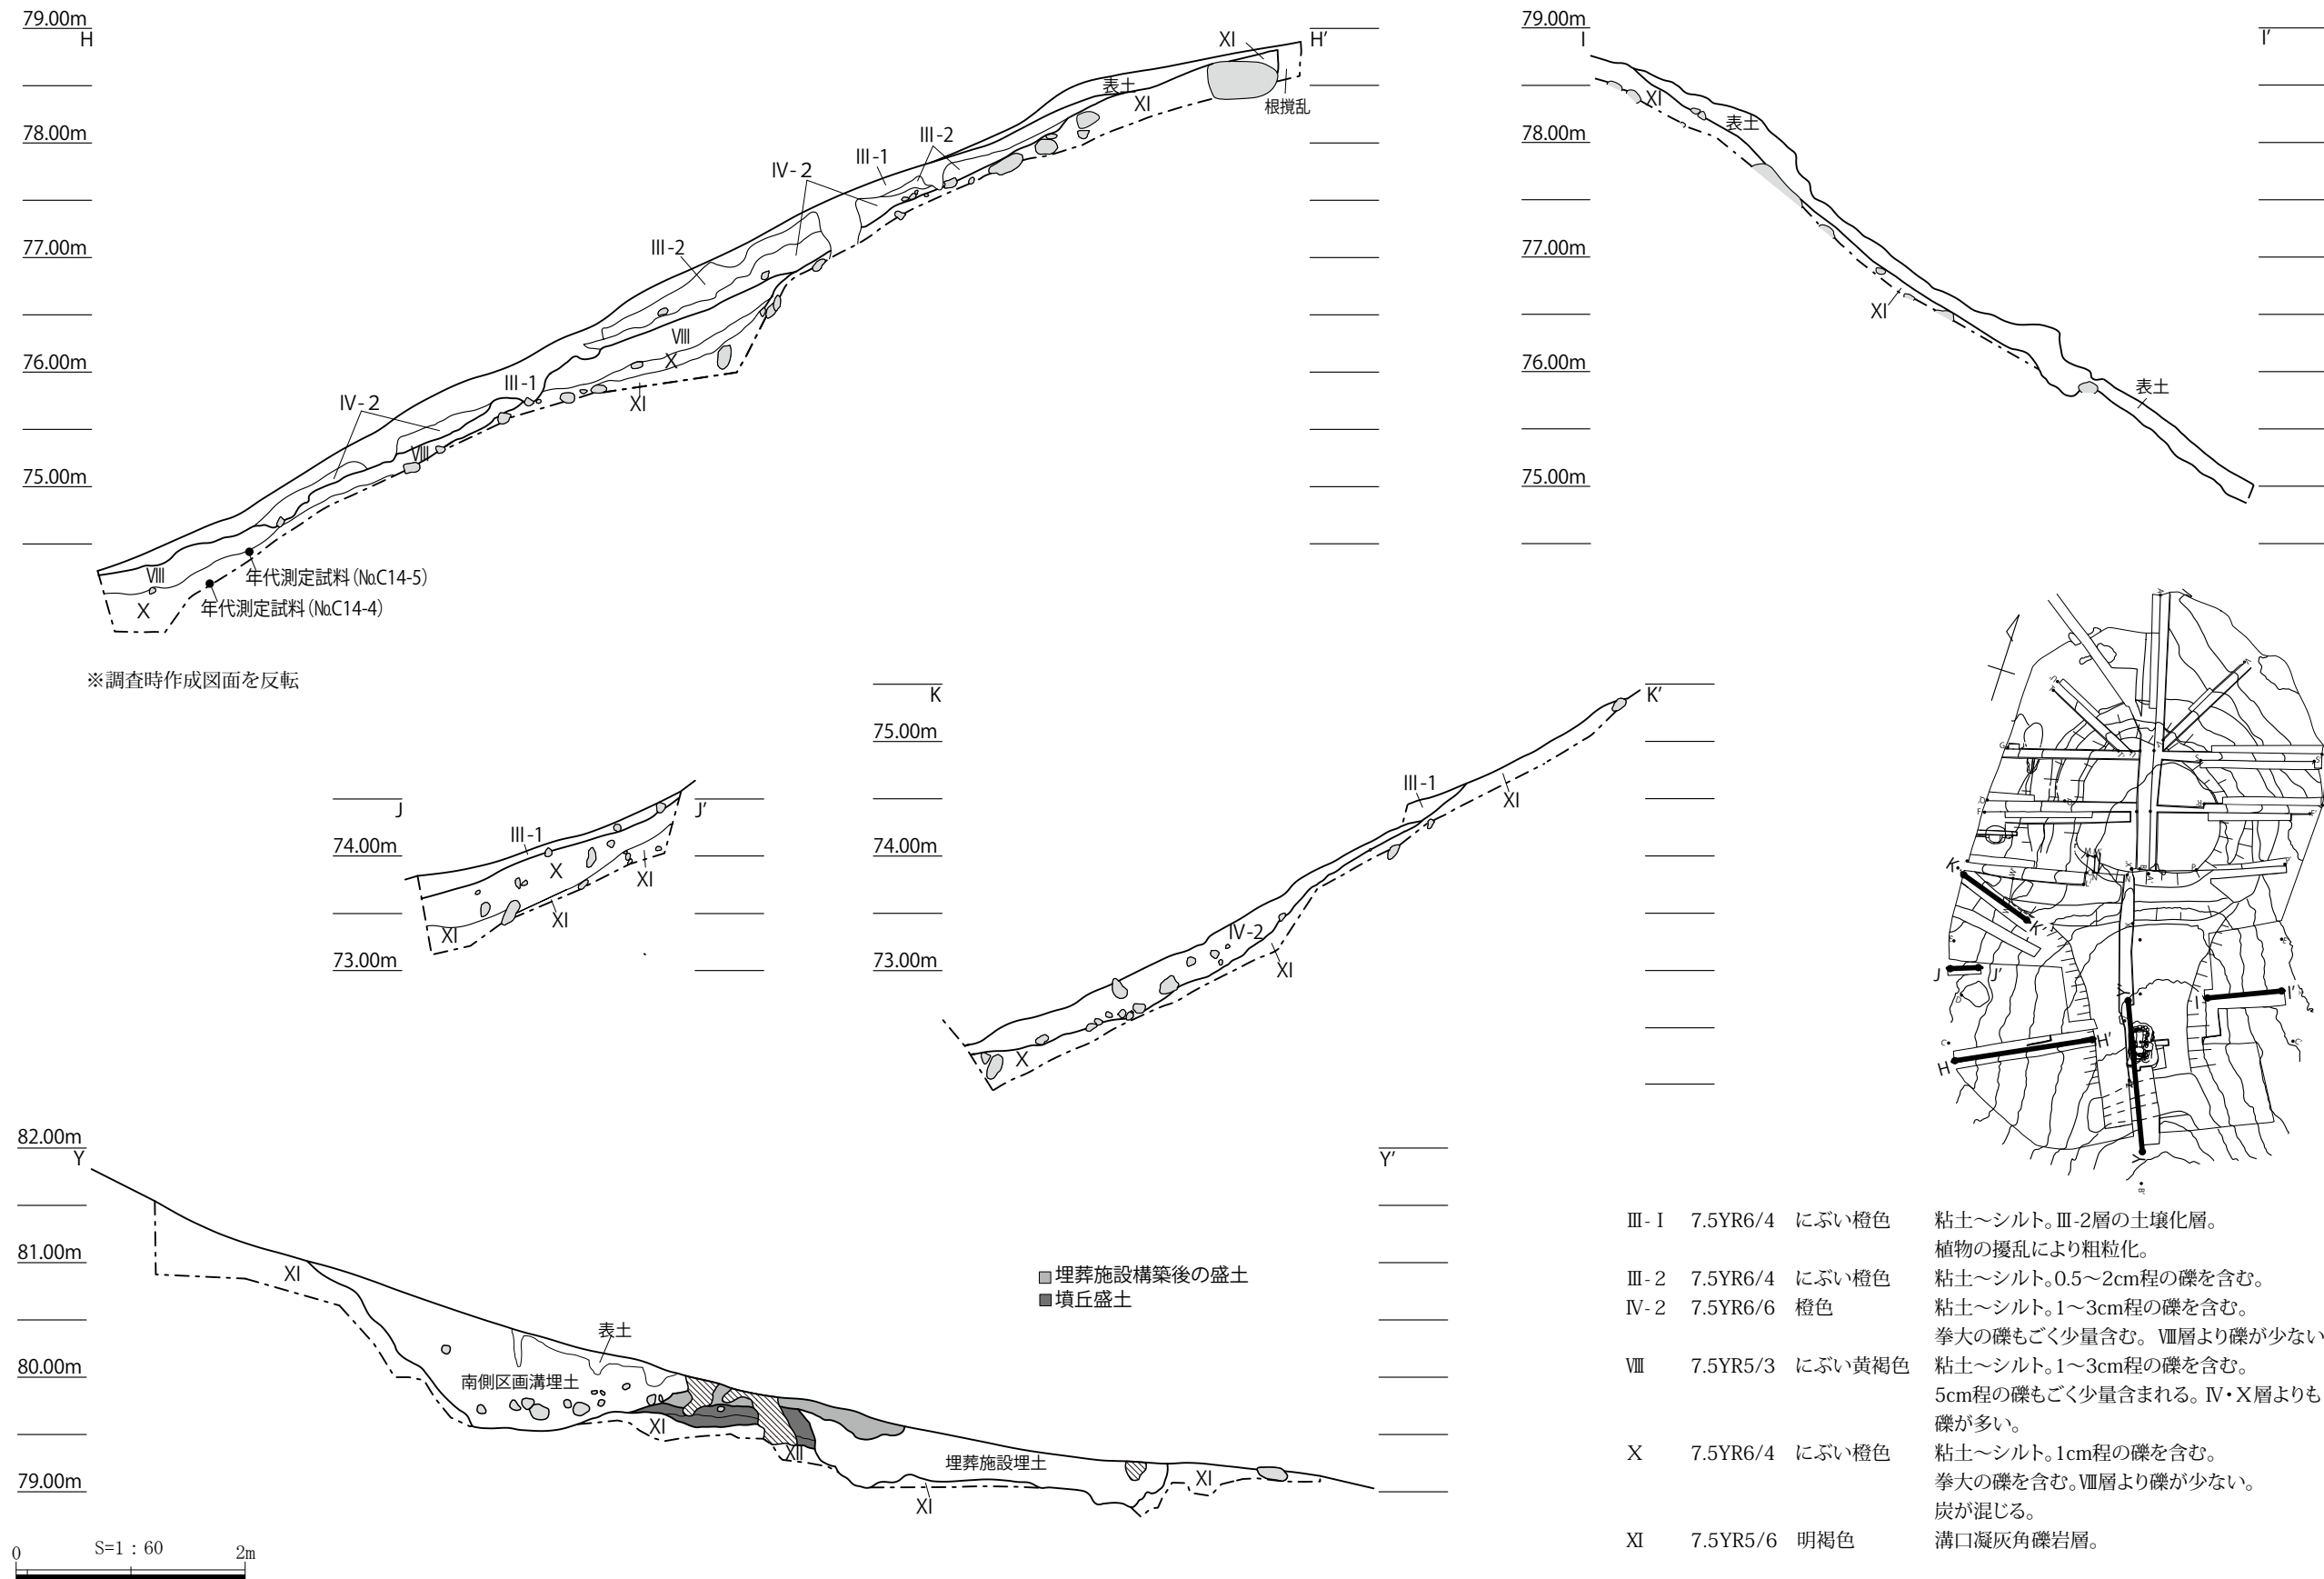 79.00m
H
XI
H′
表土
XI
根撹乱
78.00m
III-2
III-1
IV-2
77.00m
III-2
VIII
X
76.00m
III-1
XI
IV-2
VIII
75.00m
VIII
年代測定試料(No.C14-5)
X
年代測定試料(No.C14-4)
※調査時作成図面を反転
79.00m
I
I′
XI
表土
78.00m
77.00m
XI
76.00m
表土
75.00m
J
J′
III-1
74.00m
X
XI
XI
XI
73.00m
K
K′
75.00m
III-1
XI
74.00m
IV-2
XI
73.00m
X
K
K′
J
J′
I
I′
H
H′
Y
Y′
82.00m
Y
Y′
81.00m
XI
埋葬施設構築後の盛土
墳丘盛土
表土
80.00m
南側区画溝埋土
XI
XII
埋葬施設埋土
79.00m
XI
XI
0 S=1:60 2m
Ⅲ-Ⅰ 7.5YR6/4 にぶい橙色 粘土～シルト。Ⅲ-2層の土壌化層。
植物の擾乱により粗粒化。
Ⅲ-2 7.5YR6/4 にぶい橙色 粘土～シルト。0.5～2cm程の礫を含む。
Ⅳ-2 7.5YR6/6 橙色 粘土～シルト。1～3cm程の礫を含む。
拳大の礫もごく少量含む。Ⅷ層より礫が少ない
Ⅷ 7.5YR5/3 にぶい黄褐色 粘土～シルト。1～3cm程の礫を含む。
5cm程の礫もごく少量含まれる。Ⅳ・Ⅹ層よりも
礫が多い。
Ⅹ 7.5YR6/4 にぶい橙色 粘土～シルト。1cm程の礫を含む。
拳大の礫を含む。Ⅷ層より礫が少ない。
炭が混じる。
Ⅺ 7.5YR5/6 明褐色 溝口凝灰角礫岩層。